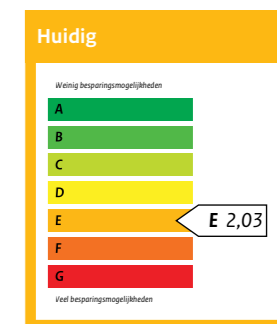 Huidig
Weinig besparingsmogelijkheden
A
B
C
D
E
E 2,03
F
G
Veel besparingsmogelijkheden